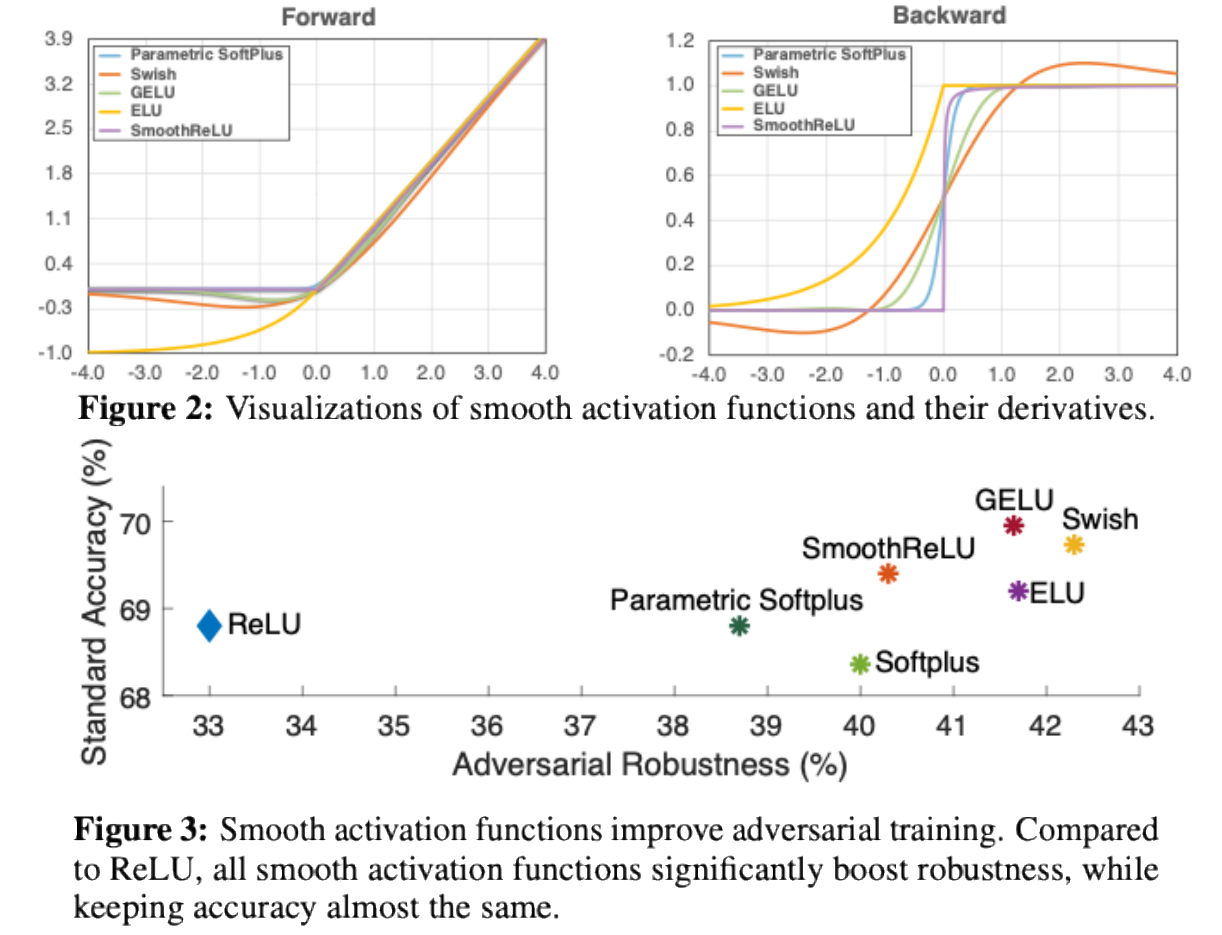 Forward
3.9
3.2
2.5
1.8
1.1
0.4
-0.3
-1.0
Parametric SoftPlus
Swish
GELU
ELU
SmoothReLU
-4.0 -3.0 -2.0 -1.0 0.0 1.0 2.0 3.0 4.0
Backward
1.2
1.0
0.8
0.6
0.4
0.2
0.0
-0.2
Parametric SoftPlus
Swish
GELU
ELU
SmoothReLU
-4.0 -3.0 -2.0 -1.0 0.0 1.0 2.0 3.0 4.0
Figure 2: Visualizations of smooth activation functions and their derivatives.
Standard Accuracy (%)
70
69
68
GELU
Swish
SmoothReLU
ELU
Parametric Softplus
ReLU
Softplus
33 34 35 36 37 38 39 40 41 42 43
Adversarial Robustness (%)
Figure 3: Smooth activation functions improve adversarial training. Compared
to ReLU, all smooth activation functions significantly boost robustness, while
keeping accuracy almost the same.